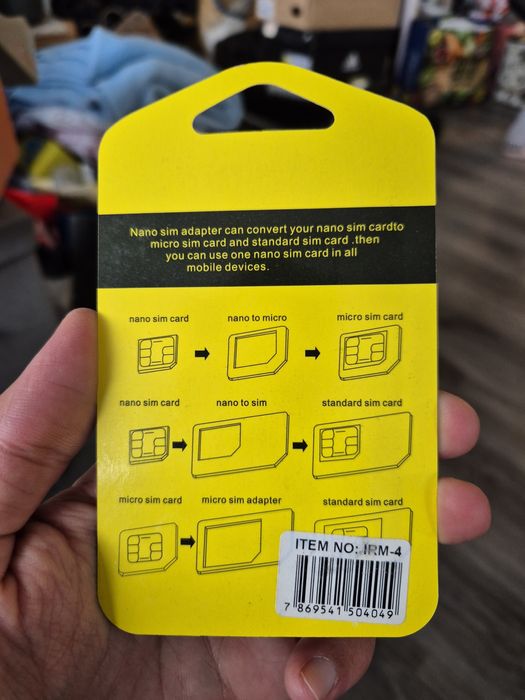 Nano sim adapter can convert your nano sim cardto
micro sim card and standard sim card .then
you can use one nano sim card in all
mobile devices.
nano sim card
nano to micro
micro sim card
nano sim card
nano to sim
standard sim card
micro sim card
micro sim adapter
standard sim card
ITEM NO: IRM-4
7 869541 504049